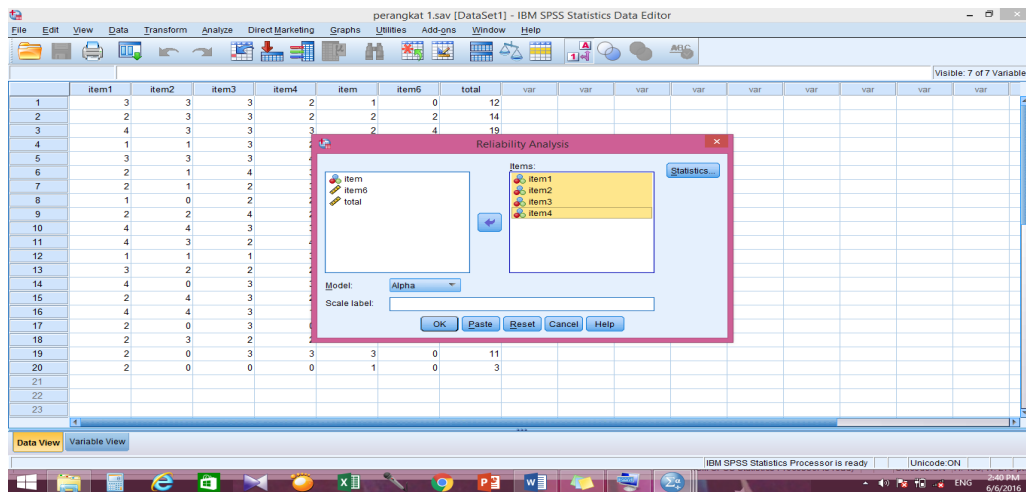 perangkat 1.sav [DataSet1] - IBM SPSS Statistics Data Editor
File Edit View Data Transform Analyze Direct Marketing Graphs Utilities Add-ons Window Help
Visible: 7 of 7 Variable
item1 item2 item3 item4 item item6 total var var var var var var var
1 3 3 3 2 1 0 12
2 2 3 3 2 2 2 14
3 4 3 3 3 2 4 19
4 1 1 3
5 3 3 3
6 2 1 4
7 2 1 2
8 1 0 2
9 2 2 4
10 4 4 3
11 4 3 2
12 1 1 1
13 3 2 2
14 4 0 3
15 2 4 3
16 4 4 3
17 2 0 3
18 2 3 2
19 2 0 3 3 3 0 11
20 2 0 0 0 1 0 3
21
22
23
Reliability Analysis
Items:
item
item6
total
item1
item2
item3
item4
Statistics...
Model: Alpha
Scale label:
OK Paste Reset Cancel Help
Data View Variable View
IBM SPSS Statistics Processor is ready Unicode:ON
ENG 2:40 PM
6/6/2016